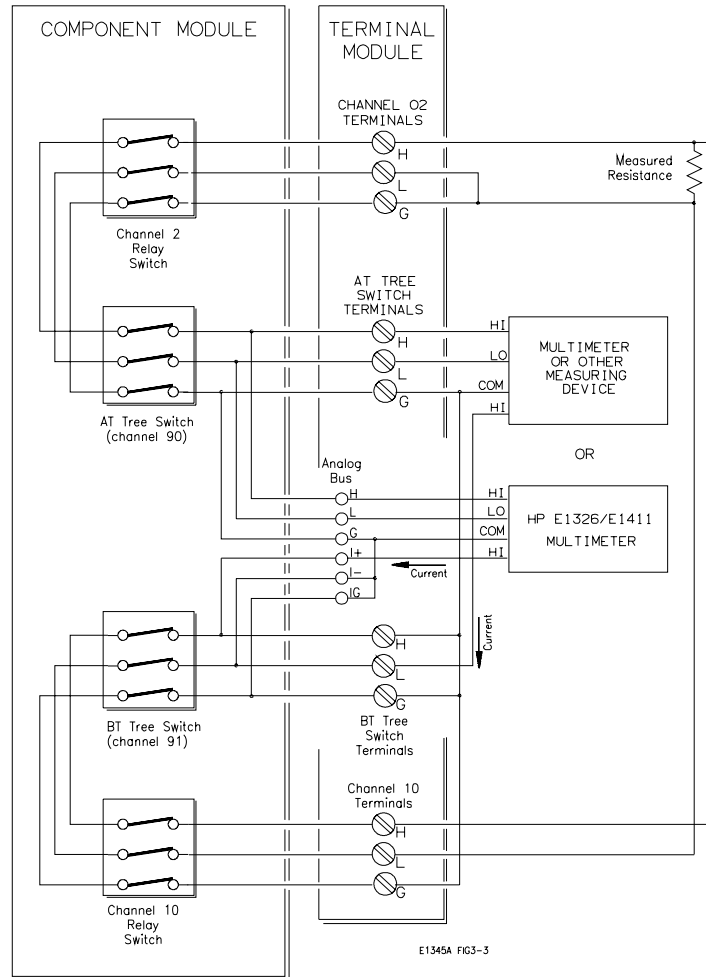 COMPONENT MODULE
TERMINAL
MODULE
CHANNEL 02
TERMINALS
H
L
G
Measured
Resistance
Channel 2
Relay
Switch
AT TREE
SWITCH
TERMINALS
H
L
G
HI
LO
COM
HI
MULTIMETER
OR OTHER
MEASURING
DEVICE
AT Tree Switch
(channel 90)
OR
Analog
Bus
H
L
G
I+
I-
IG
HI
LO
COM
HI
HP E1326/E1411
MULTIMETER
Current
Current
H
L
G
BT Tree Switch
(channel 91)
BT Tree
Switch
Terminals
Channel 10
Terminals
H
L
G
Channel 10
Relay
Switch
E1345A FIG3-3